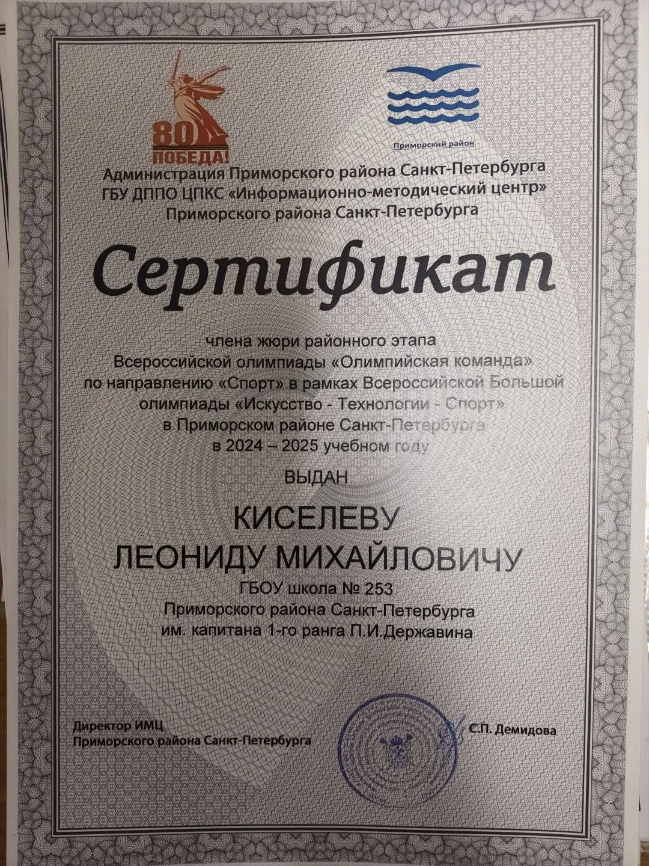 80
ПОБЕДА!
Приморский район
Администрация Приморского района Санкт-Петербурга
ГБУ ДППО ЦПКС «Информационно-методический центр»
Приморского района Санкт-Петербурга
Сертификат
члена жюри районного этапа
Всероссийской олимпиады «Олимпийская команда»
по направлению «Спорт» в рамках Всероссийской Большой
олимпиады «Искусство - Технологии - Спорт»
в Приморском районе Санкт-Петербурга
в 2024 – 2025 учебном году
ВЫДАН
КИСЕЛЕВУ
ЛЕОНИДУ МИХАЙЛОВИЧУ
ГБОУ школа № 253
Приморского района Санкт-Петербурга
им. капитана 1-го ранга П.И.Державина
Директор ИМЦ
Приморского района Санкт-Петербурга
С.П. Демидова